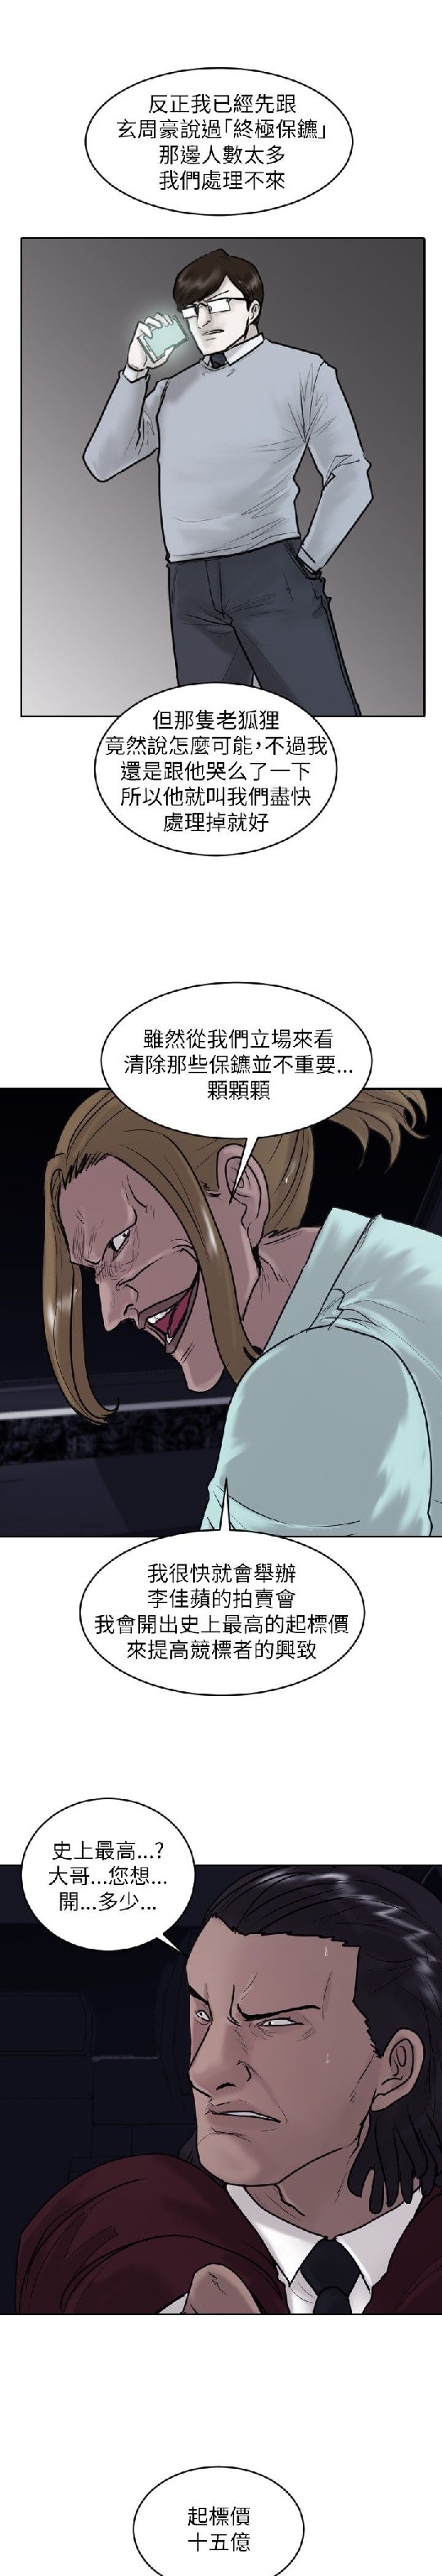 反正我已經先跟
玄周豪說過「終極保鑣」
那邊人數太多
我們處理不來
但那隻老狐狸
竟然說怎麼可能,不過我
還是跟他哭么了一下
所以他就叫我們盡快
處理掉就好
雖然從我們立場來看
清除那些保鑣並不重要...
顆顆顆
我很快就會舉辦
李佳蘋的拍賣會
我會開出史上最高的起標價
來提高競標者的興致
史上最高...?
大哥...您想...
開...多少...
起標價
十五億